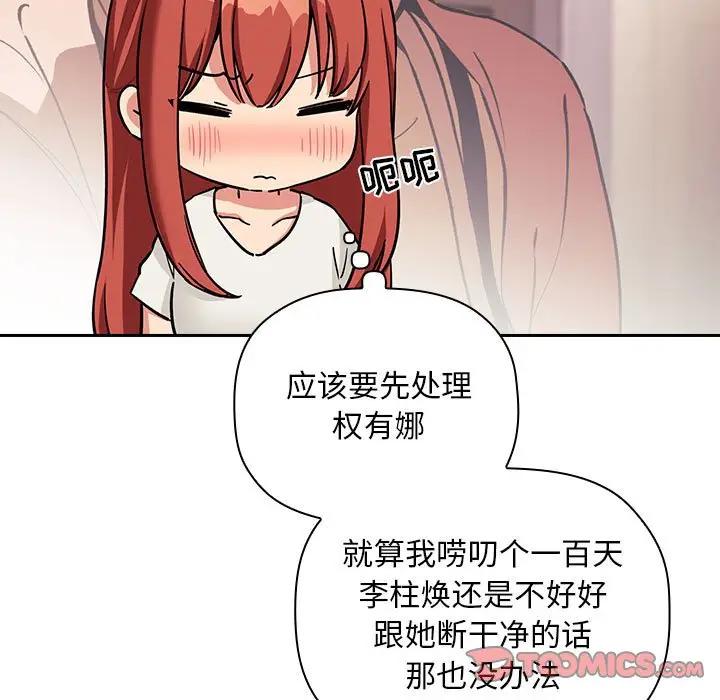 呃呃
应该要先处理
权有娜
就算我唠叨个一百天
李柱焕还是不好好
跟她断干净的话
那也没办法
TOOMICS.COM